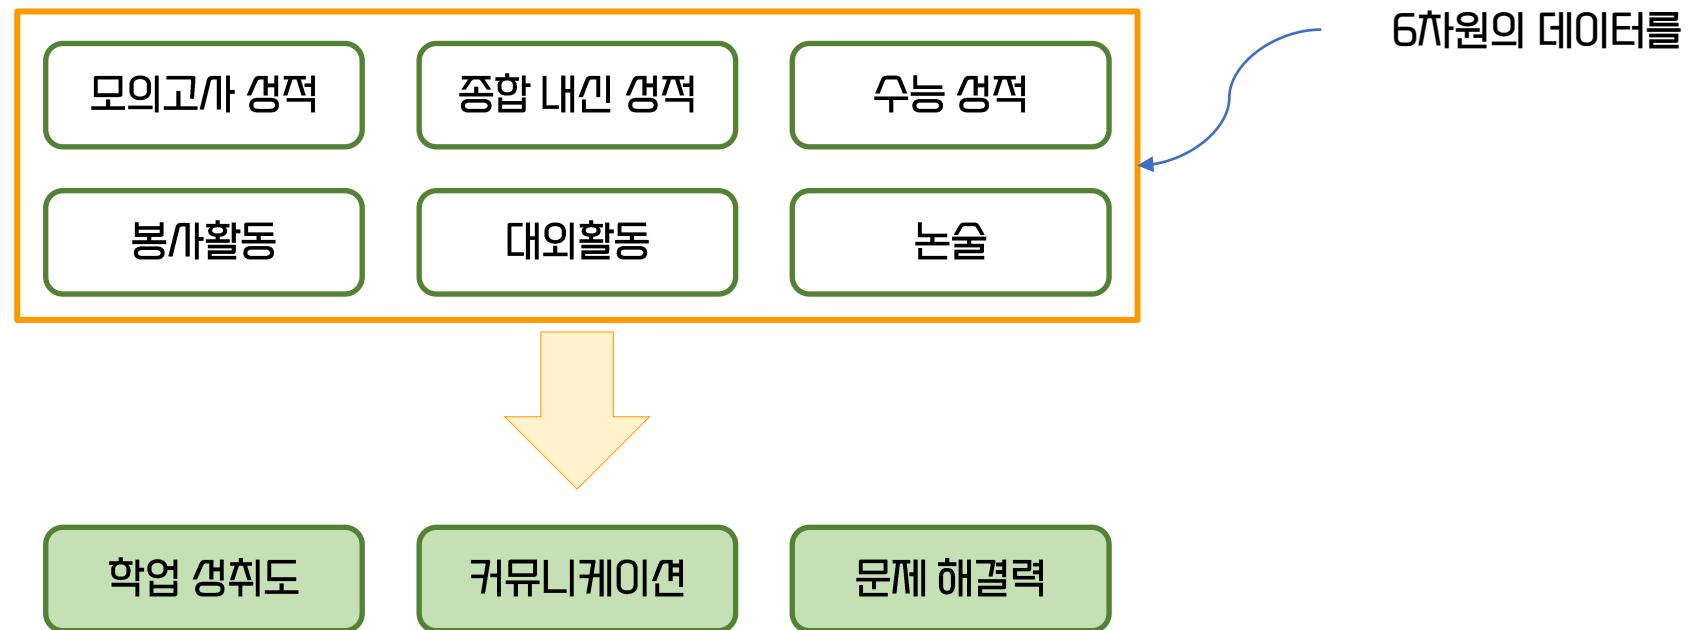 6차원의 데이터를
모의고사 성적
종합 내신 성적
수능 성적
봉사활동
대외활동
논술
학업 성취도
커뮤니케이션
문제 해결력